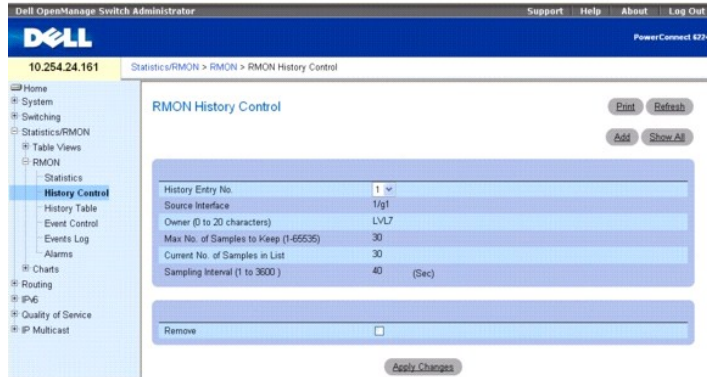 Dell OpenManage Switch Administrator
Support Help About Log Out
DELL
PowerConnect 6224
10.254.24.161
Statistics/RMON > RMON > RMON History Control
Home
System
Switching
Statistics/RMON
Table Views
RMON
Statistics
History Control
History Table
Event Control
Events Log
Alarms
Charts
Routing
IPv6
Quality of Service
IP Multicast
RMON History Control
Print Refresh
Add Show All
History Entry No. 1
Source Interface 1/g1
Owner (0 to 20 characters) LVL7
Max No. of Samples to Keep (1-65535) 30
Current No. of Samples in List 30
Sampling Interval (1 to 3600 ) 40 (Sec)
Remove
Apply Changes